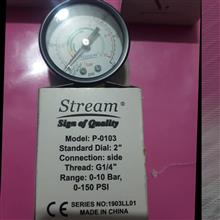 Stream®
Sign of Quality
Model: P-0103
Standard Dial: 2"
Connection: side
Thread: G1/4"
Range: 0-10 Bar,
0-150 PSI
CE SERIES NO:1903LL01
MADE IN CHINA